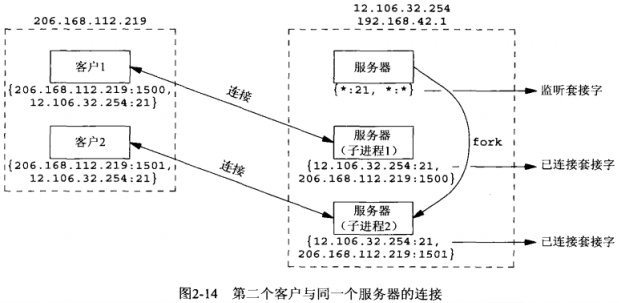 206.168.112.219
12.106.32.254
192.168.42.1
客户1
{206.168.112.219:1500,
12.106.32.254:21}
服务器
{*:21, *:*}
监听套接字
连接
客户2
{206.168.112.219:1501,
12.106.32.254:21}
服务器
(子进程1)
{12.106.32.254:21,
206.168.112.219:1500}
已连接套接字
fork
连接
服务器
(子进程2)
{12.106.32.254:21,
206.168.112.219:1501}
已连接套接字
图2-14 第二个客户与同一个服务器的连接